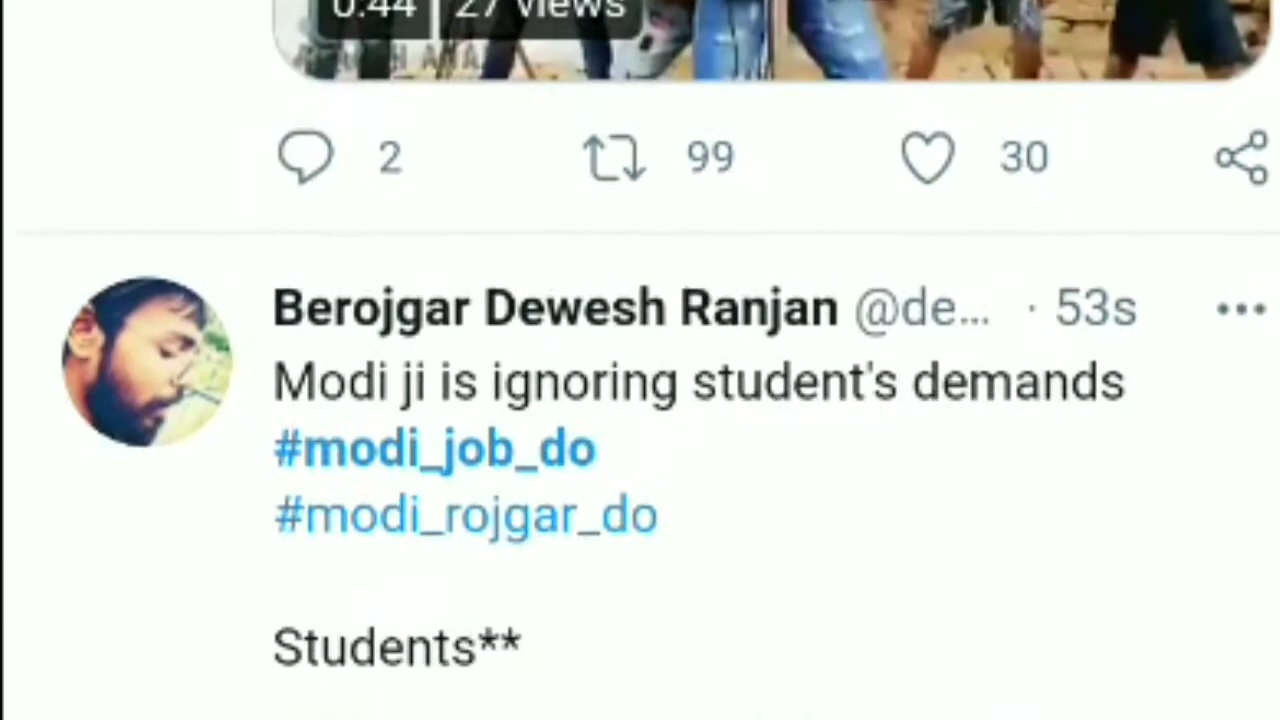 0:44 27 views
2 99 30
Berojgar Dewesh Ranjan @de... · 53s
Modi ji is ignoring student's demands
#modi_job_do
#modi_rojgar_do
Students**